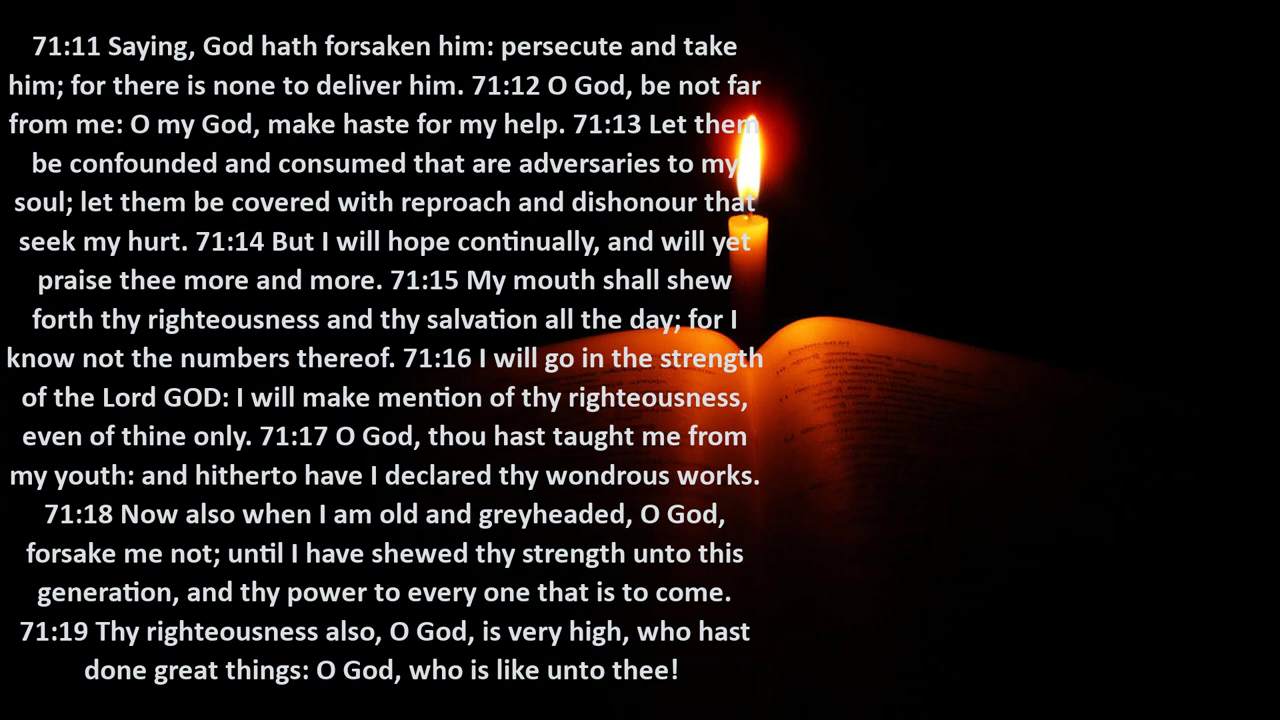 71:11 Saying, God hath forsaken him: persecute and take
him; for there is none to deliver him. 71:12 O God, be not far
from me: O my God, make haste for my help. 71:13 Let them
be confounded and consumed that are adversaries to my
soul; let them be covered with reproach and dishonour that
seek my hurt. 71:14 But I will hope continually, and will yet
praise thee more and more. 71:15 My mouth shall shew
forth thy righteousness and thy salvation all the day; for I
know not the numbers thereof. 71:16 I will go in the strength
of the Lord GOD: I will make mention of thy righteousness,
even of thine only. 71:17 O God, thou hast taught me from
my youth: and hitherto have I declared thy wondrous works.
71:18 Now also when I am old and greyheaded, O God,
forsake me not; until I have shewed thy strength unto this
generation, and thy power to every one that is to come.
71:19 Thy righteousness also, O God, is very high, who hast
done great things: O God, who is like unto thee!